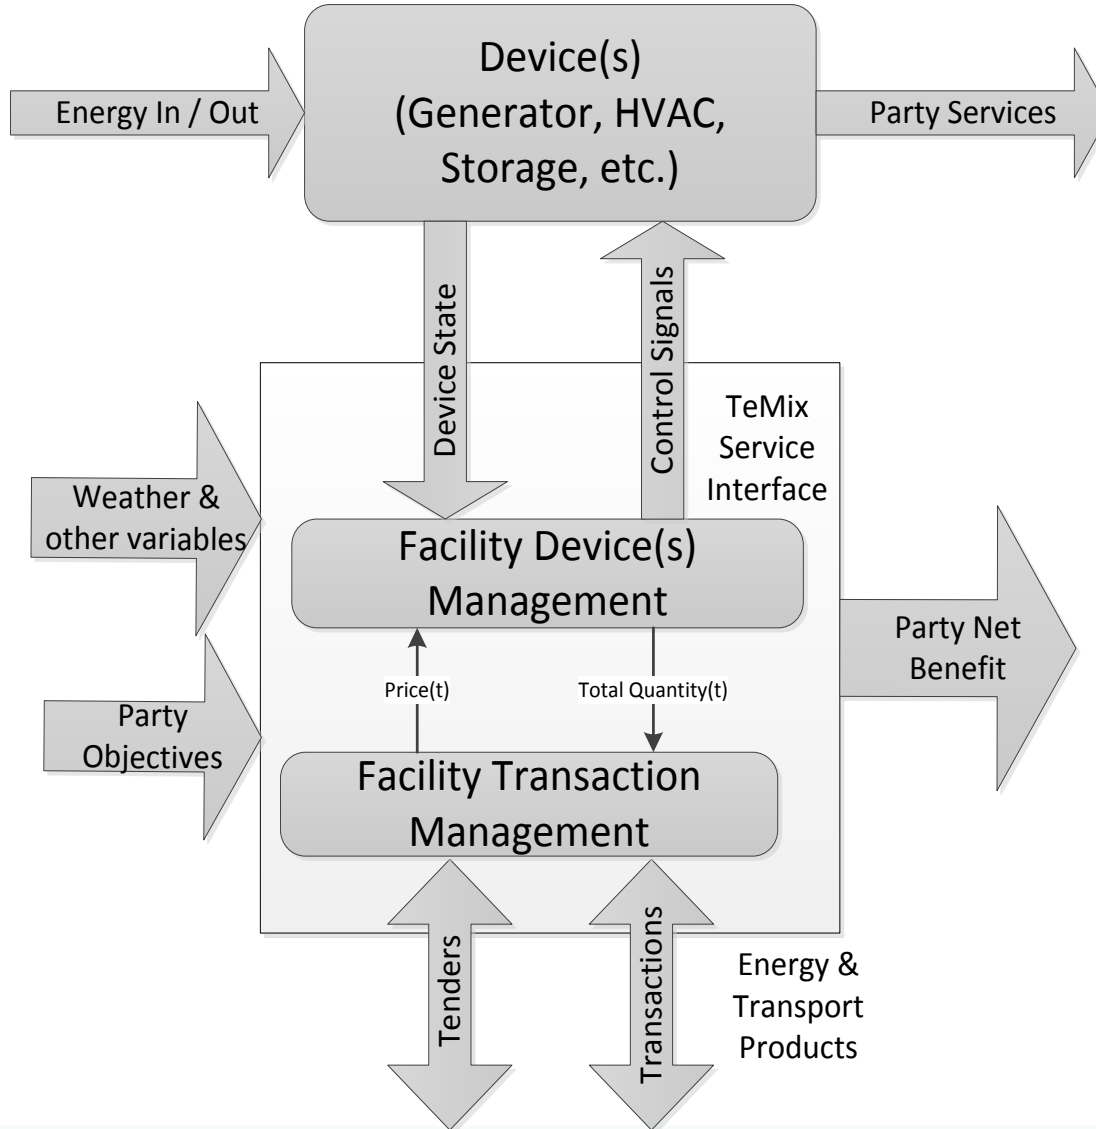 Device(s)
(Generator, HVAC,
Storage, etc.)
Energy In / Out
Party Services
Device State
Control Signals
TeMix
Service
Interface
Weather &
other variables
Facility Device(s)
Management
Party Net
Benefit
Price(t)
Total Quantity(t)
Party
Objectives
Facility Transaction
Management
Tenders
Transactions
Energy &
Transport
Products